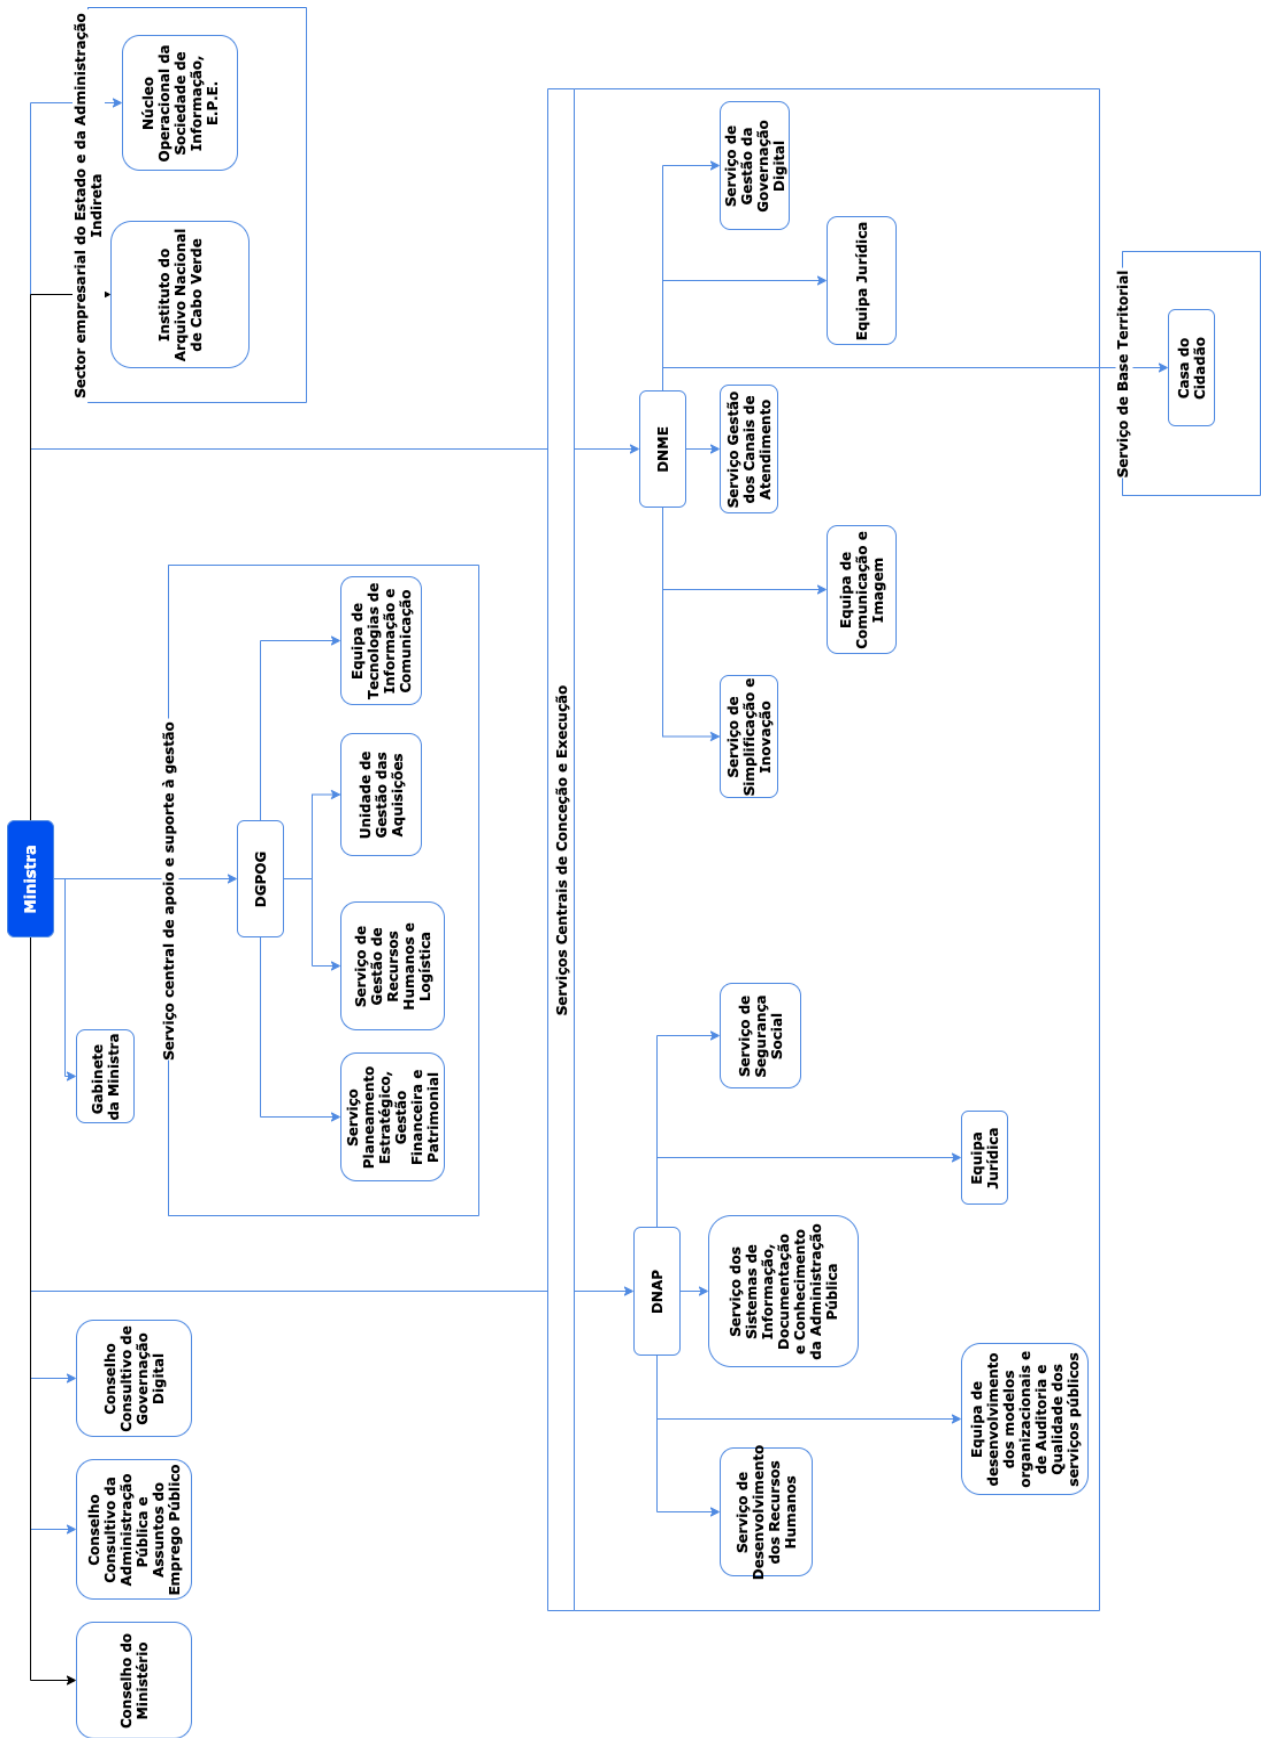 Ministra
Gabinete
da Ministra
Conselho do
Ministério
Conselho
Consultivo da
Administração
Pública e
Assuntos do
Emprego Público
Conselho
Consultivo de
Governação
Digital
Sector empresarial do Estado e da Administração
Indireta
Instituto do
Arquivo Nacional
de Cabo Verde
Núcleo
Operacional da
Sociedade de
Informação,
E.P.E.
Serviço central de apoio e suporte à gestão
DGPOG
Serviço
Planeamento
Estratégico,
Gestão
Financeira e
Patrimonial
Serviço de
Gestão de
Recursos
Humanos e
Logística
Unidade de
Gestão das
Aquisições
Equipa de
Tecnologias de
Informação e
Comunicação
Serviços Centrais de Conceção e Execução
DNAP
Serviço de
Desenvolvimento
dos Recursos
Humanos
Serviço dos
Sistemas de
Informação,
Documentação
e Conhecimento
da Administração
Pública
Serviço de
Segurança
Social
Equipa de
desenvolvimento
dos modelos
organizacionais e
de Auditoria e
Qualidade dos
serviços públicos
Equipa
Jurídica
DNME
Serviço de
Simplificação e
Inovação
Serviço Gestão
dos Canais de
Atendimento
Serviço de
Gestão da
Governação
Digital
Equipa de
Comunicação e
Imagem
Equipa Jurídica
Serviço de Base Territorial
Casa do
Cidadão